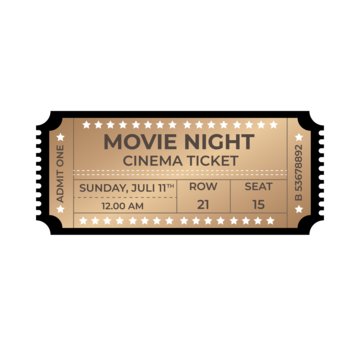 ADMIT ONE
MOVIE NIGHT
CINEMA TICKET
SUNDAY, JULI 11TH
12.00 AM
ROW
21
SEAT
15
B 53678892